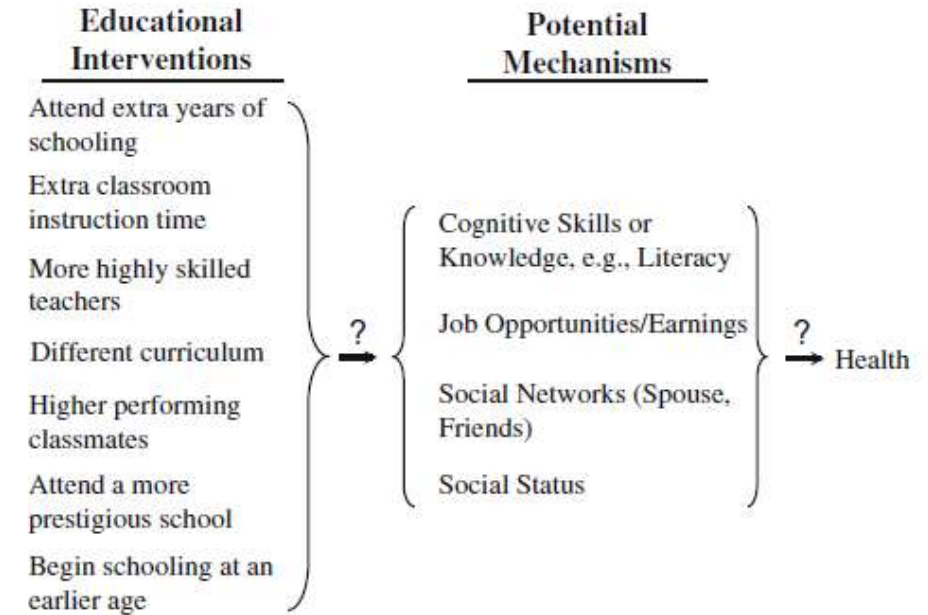 Educational
Interventions
Attend extra years of
schooling
Extra classroom
instruction time
More highly skilled
teachers
Different curriculum
Higher performing
classmates
Attend a more
prestigious school
Begin schooling at an
earlier age
?
Potential
Mechanisms
Cognitive Skills or
Knowledge, e.g., Literacy
Job Opportunities/Earnings
Social Networks (Spouse,
Friends)
Social Status
?
Health